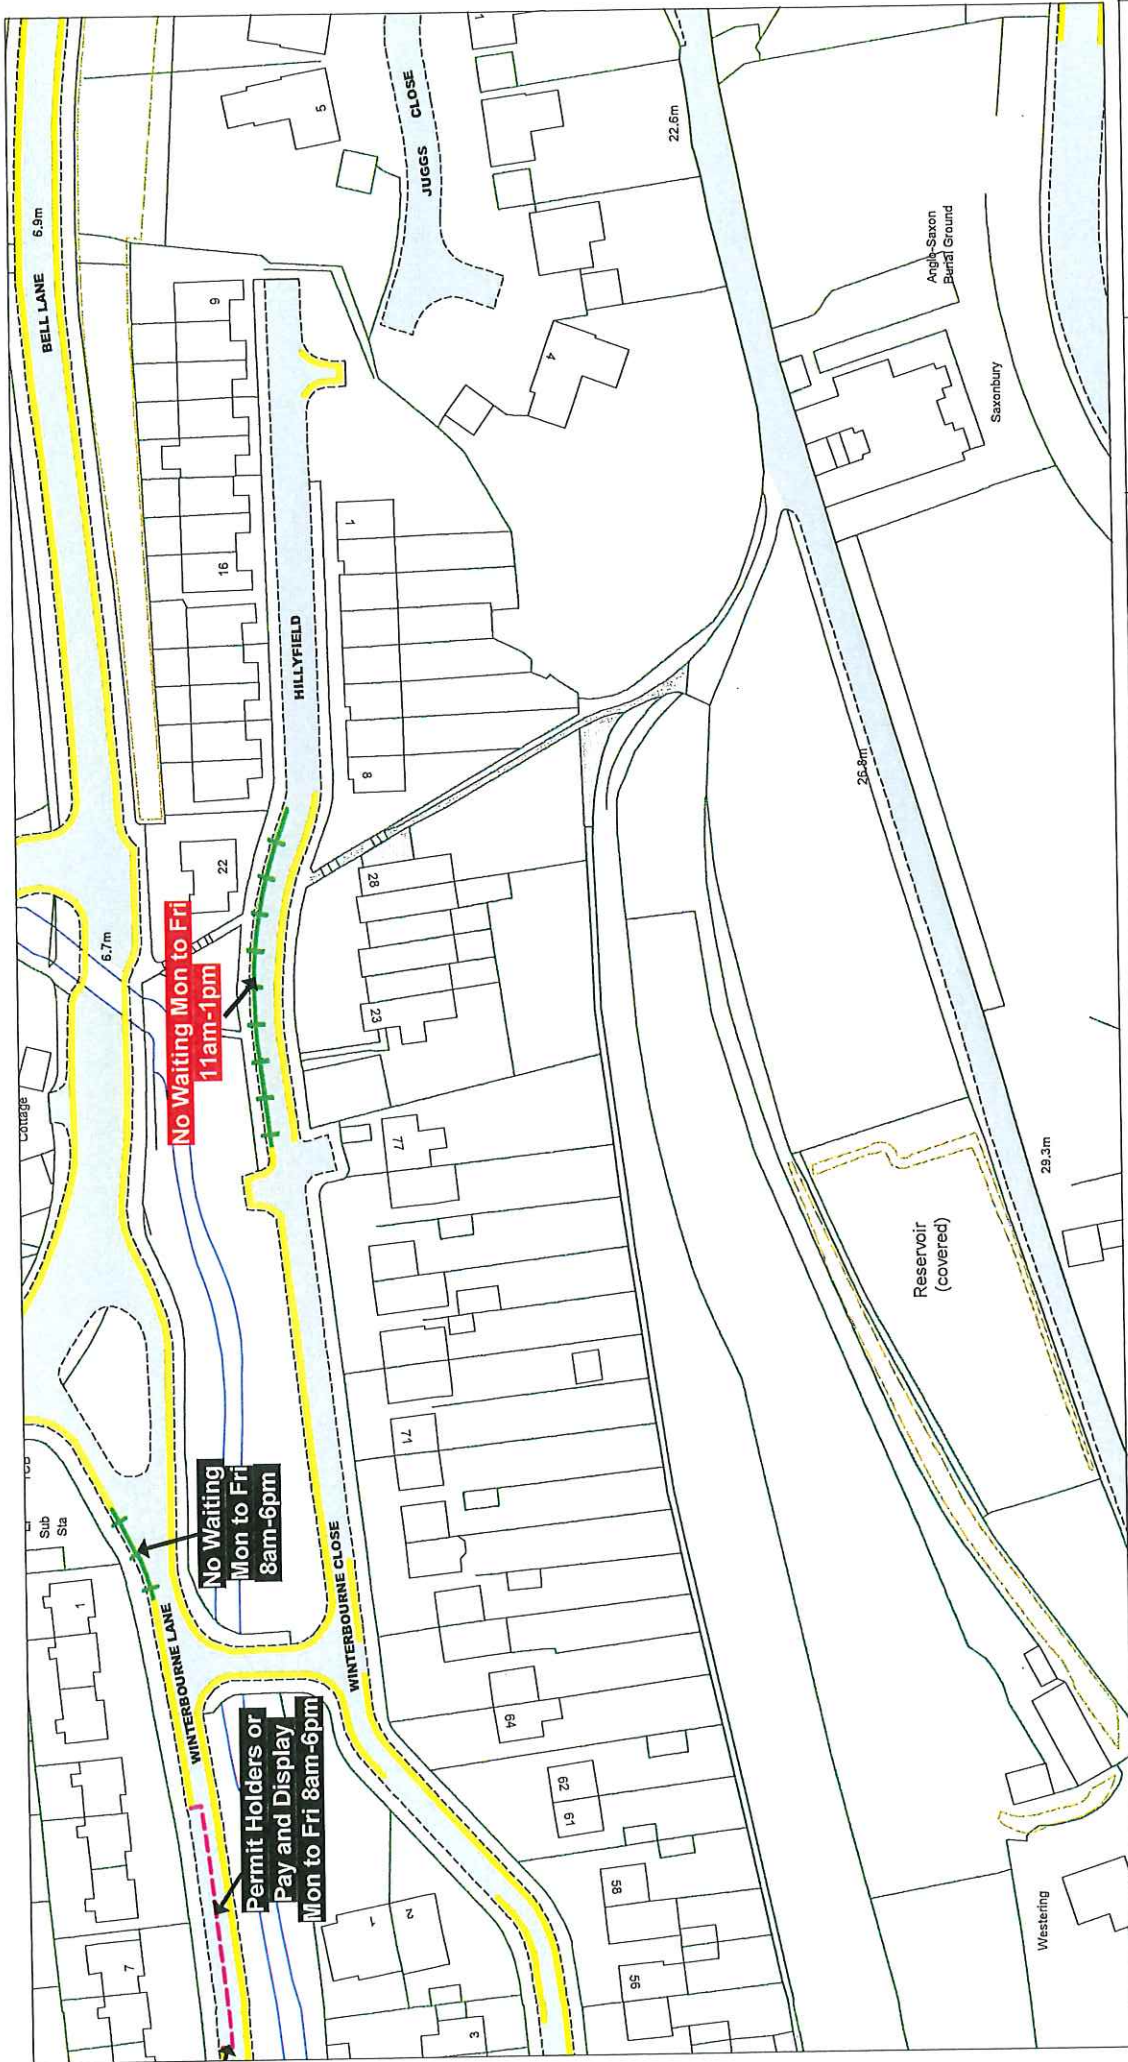 BELL LANE
6.9m
5
JUGGS
CLOSE
1
22.6m
9
16
HILLYFIELD
1
8
4
Anglo-Saxon
Burial Ground
Saxonbury
26.8m
22
6.7m
No Waiting Mon to Fri
11am-1pm
28
23
77
Cottage
29.3m
Reservoir
(covered)
71
Sub
Sta
No Waiting
Mon to Fri
8am-6pm
1
WINTERBOURNE LANE
WINTERBOURNE CLOSE
Permit Holders or
Pay and Display
Mon to Fri 8am-6pm
7
64
62
61
58
56
1
2
3
Westering